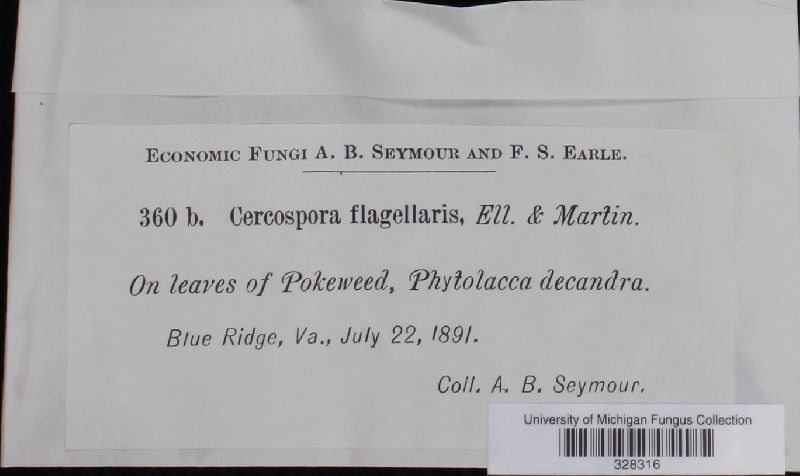 ECONOMIC FUNGI A. B. SEYMOUR AND F. S. EARLE.
360 b. Cercospora flagellaris, Ell. & Martin.
On leaves of Pokeweed, Phytolacca decandra.
Blue Ridge, Va., July 22, 1891.
Coll. A. B. Seymour.
University of Michigan Fungus Collection
328316